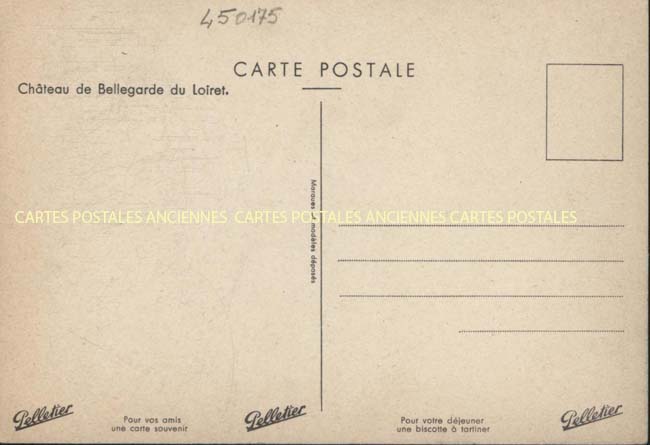 450175
CARTE POSTALE
Château de Bellegarde du Loiret.
Marques et modèles déposés
CARTES POSTALES ANCIENNES CARTES POSTALES ANCIENNES CARTES POSTALES
Pelletier
Pour vos amis
une carte souvenir
Pelletier
Pour votre déjeuner
une biscotte à tartiner
Pelletier